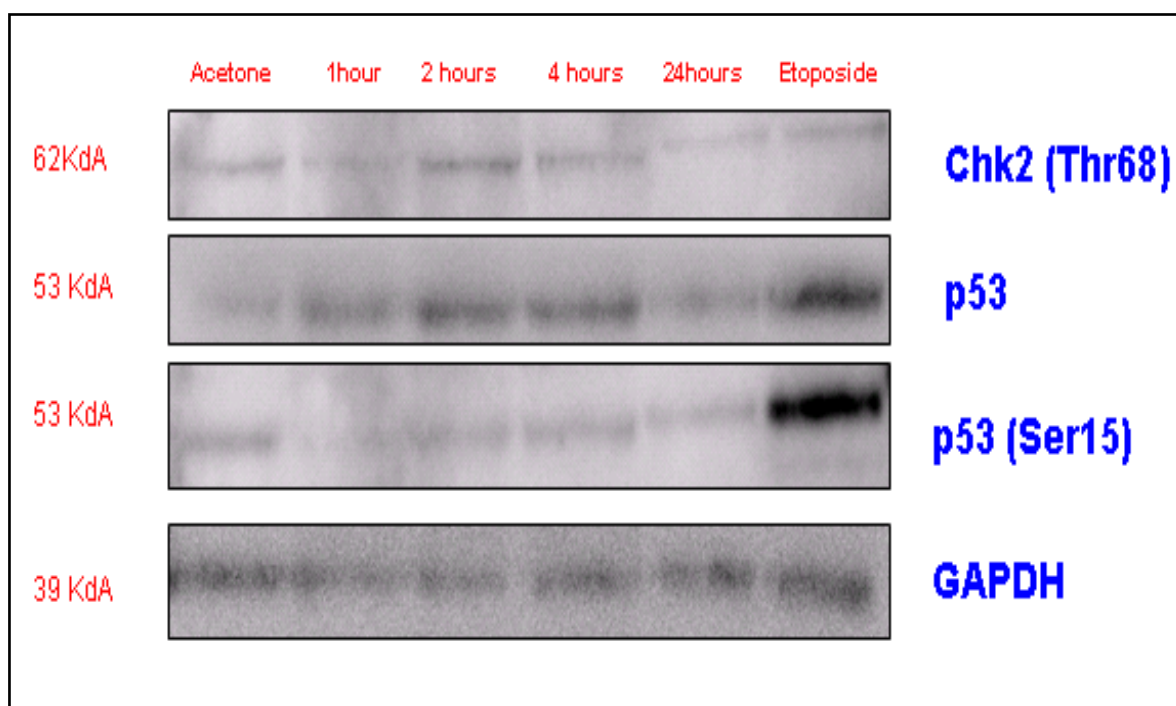 Acetone 1hour 2 hours 4 hours 24hours Etoposide
62KdA Chk2 (Thr68)
53 KdA p53
53 KdA p53 (Ser15)
39 KdA GAPDH